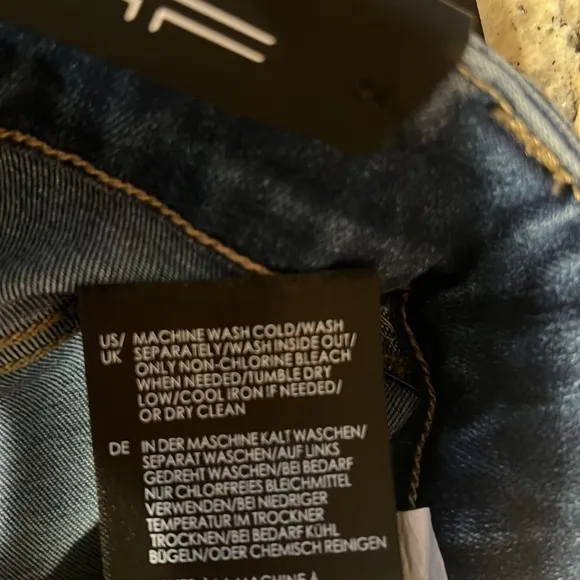 US/ MACHINE WASH COLD/WASH
UK SEPARATELY/WASH INSIDE OUT/
ONLY NON-CHLORINE BLEACH
WHEN NEEDED/TUMBLE DRY
LOW/COOL IRON IF NEEDED/
OR DRY CLEAN
DE IN DER MASCHINE KALT WASCHEN/
SEPARAT WASCHEN/AUF LINKS
GEDREHT WASCHEN/BEI BEDARF
NUR CHLORFREIES BLEICHMITTEL
VERWENDEN/BEI NIEDRIGER
TEMPERATUR IM TROCKNER
TROCKNEN/BEI BEDARF KÜHL
BÜGELN/ODER CHEMISCH REINIGEN